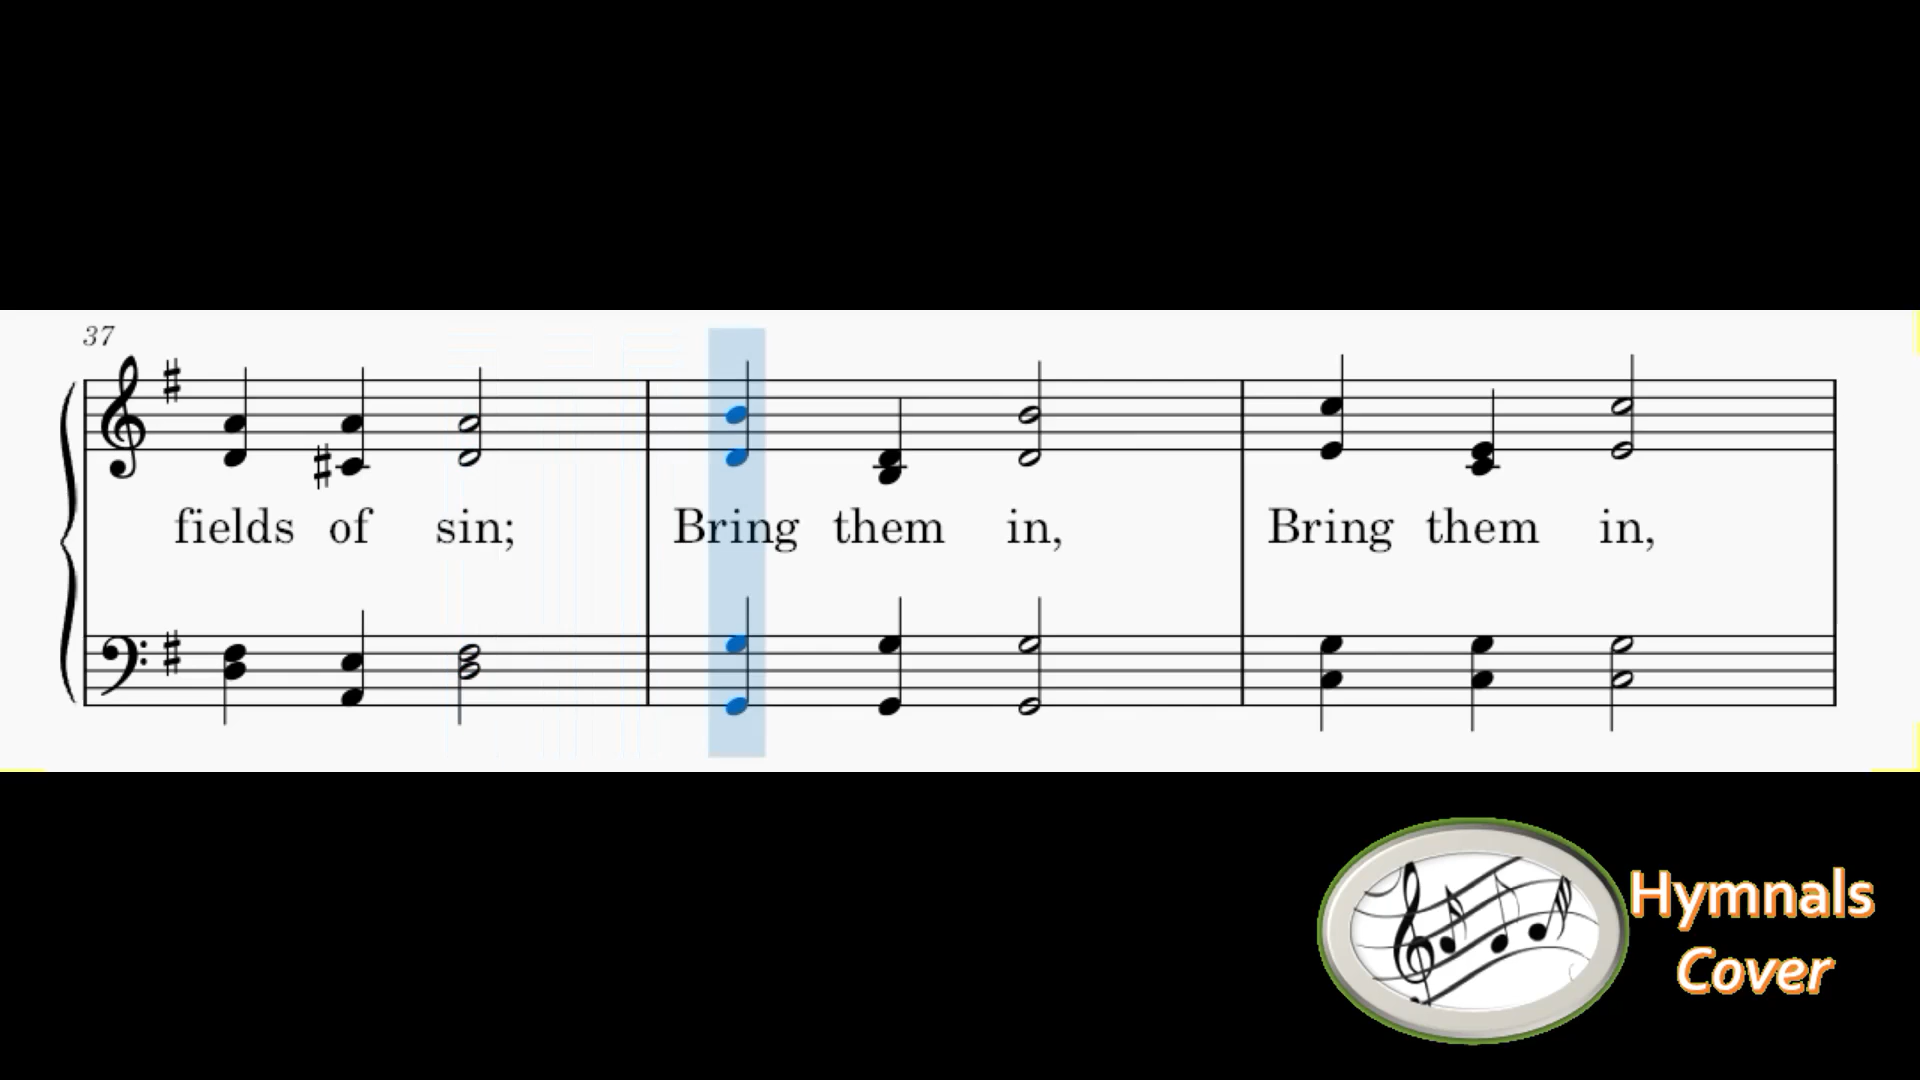 37
fields of sin; Bring them in, Bring them in,
Hymnals
Cover